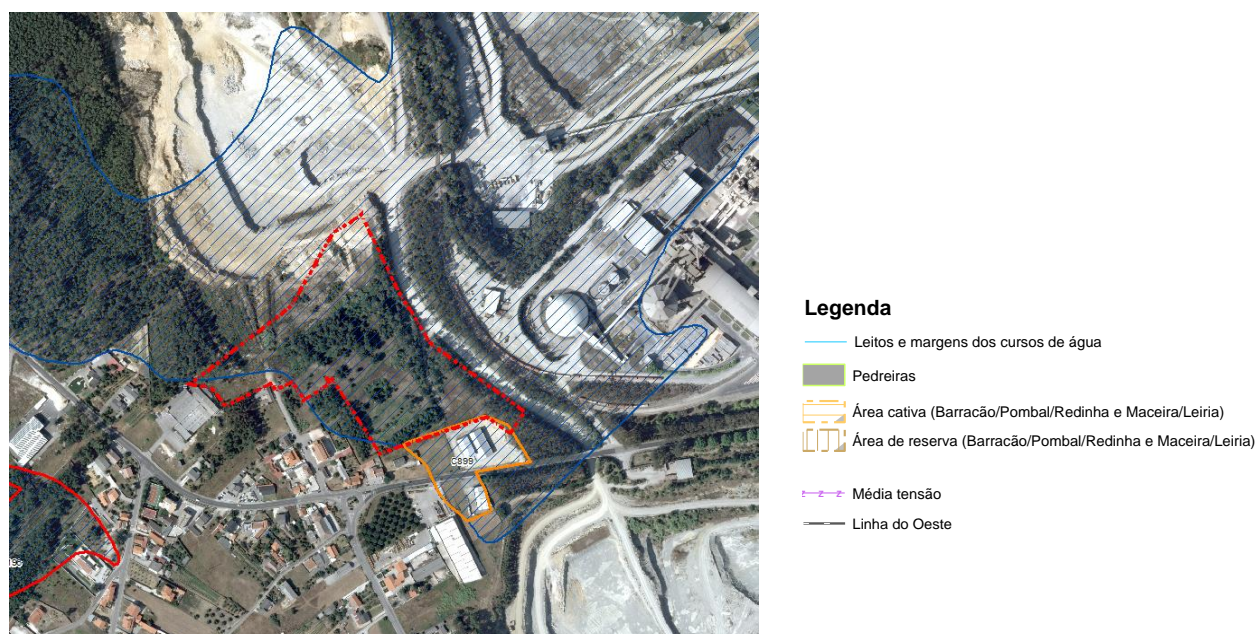 C899
Legenda
Leitos e margens dos cursos de água
Pedreiras
Área cativa (Barracão/Pombal/Redinha e Maceira/Leiria)
Área de reserva (Barracão/Pombal/Redinha e Maceira/Leiria)
Média tensão
Linha do Oeste